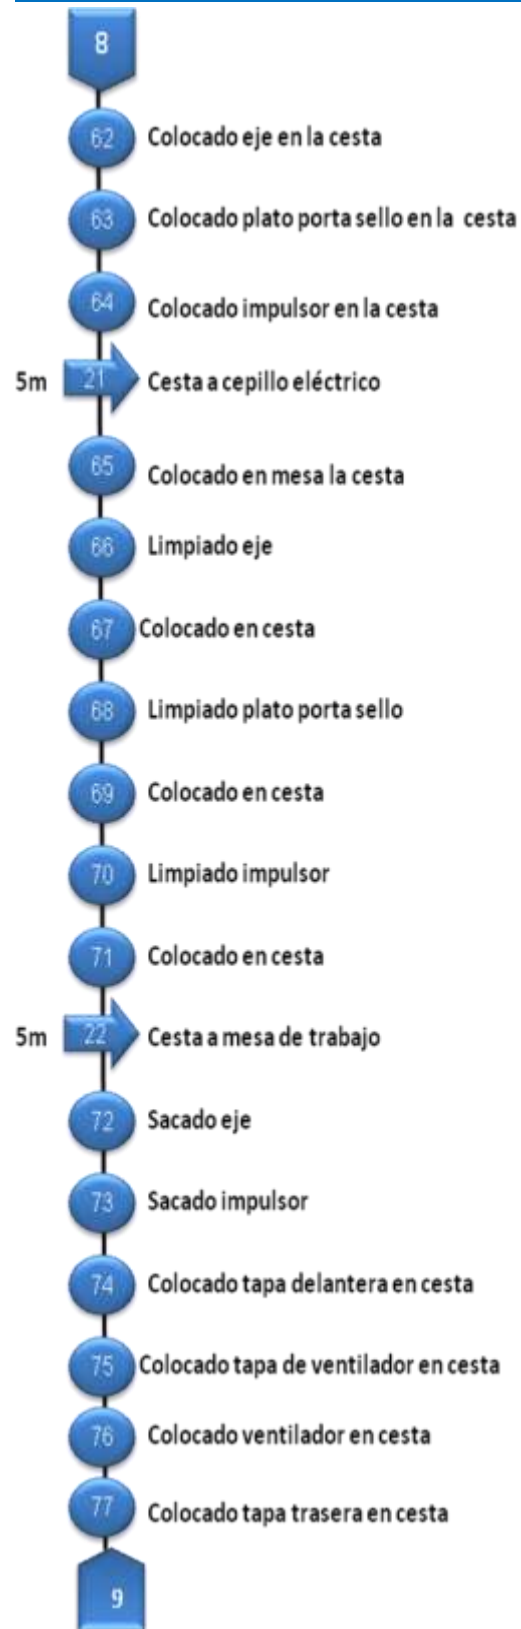 8
62 Colocado eje en la cesta
63 Colocado plato porta sello en la cesta
64 Colocado impulsor en la cesta
5m 21 Cesta a cepillo eléctrico
65 Colocado en mesa la cesta
66 Limpiado eje
67 Colocado en cesta
68 Limpiado plato porta sello
69 Colocado en cesta
70 Limpiado impulsor
71 Colocado en cesta
5m 22 Cesta a mesa de trabajo
72 Sacado eje
73 Sacado impulsor
74 Colocado tapa delantera en cesta
75 Colocado tapa de ventilador en cesta
76 Colocado ventilador en cesta
77 Colocado tapa trasera en cesta
9